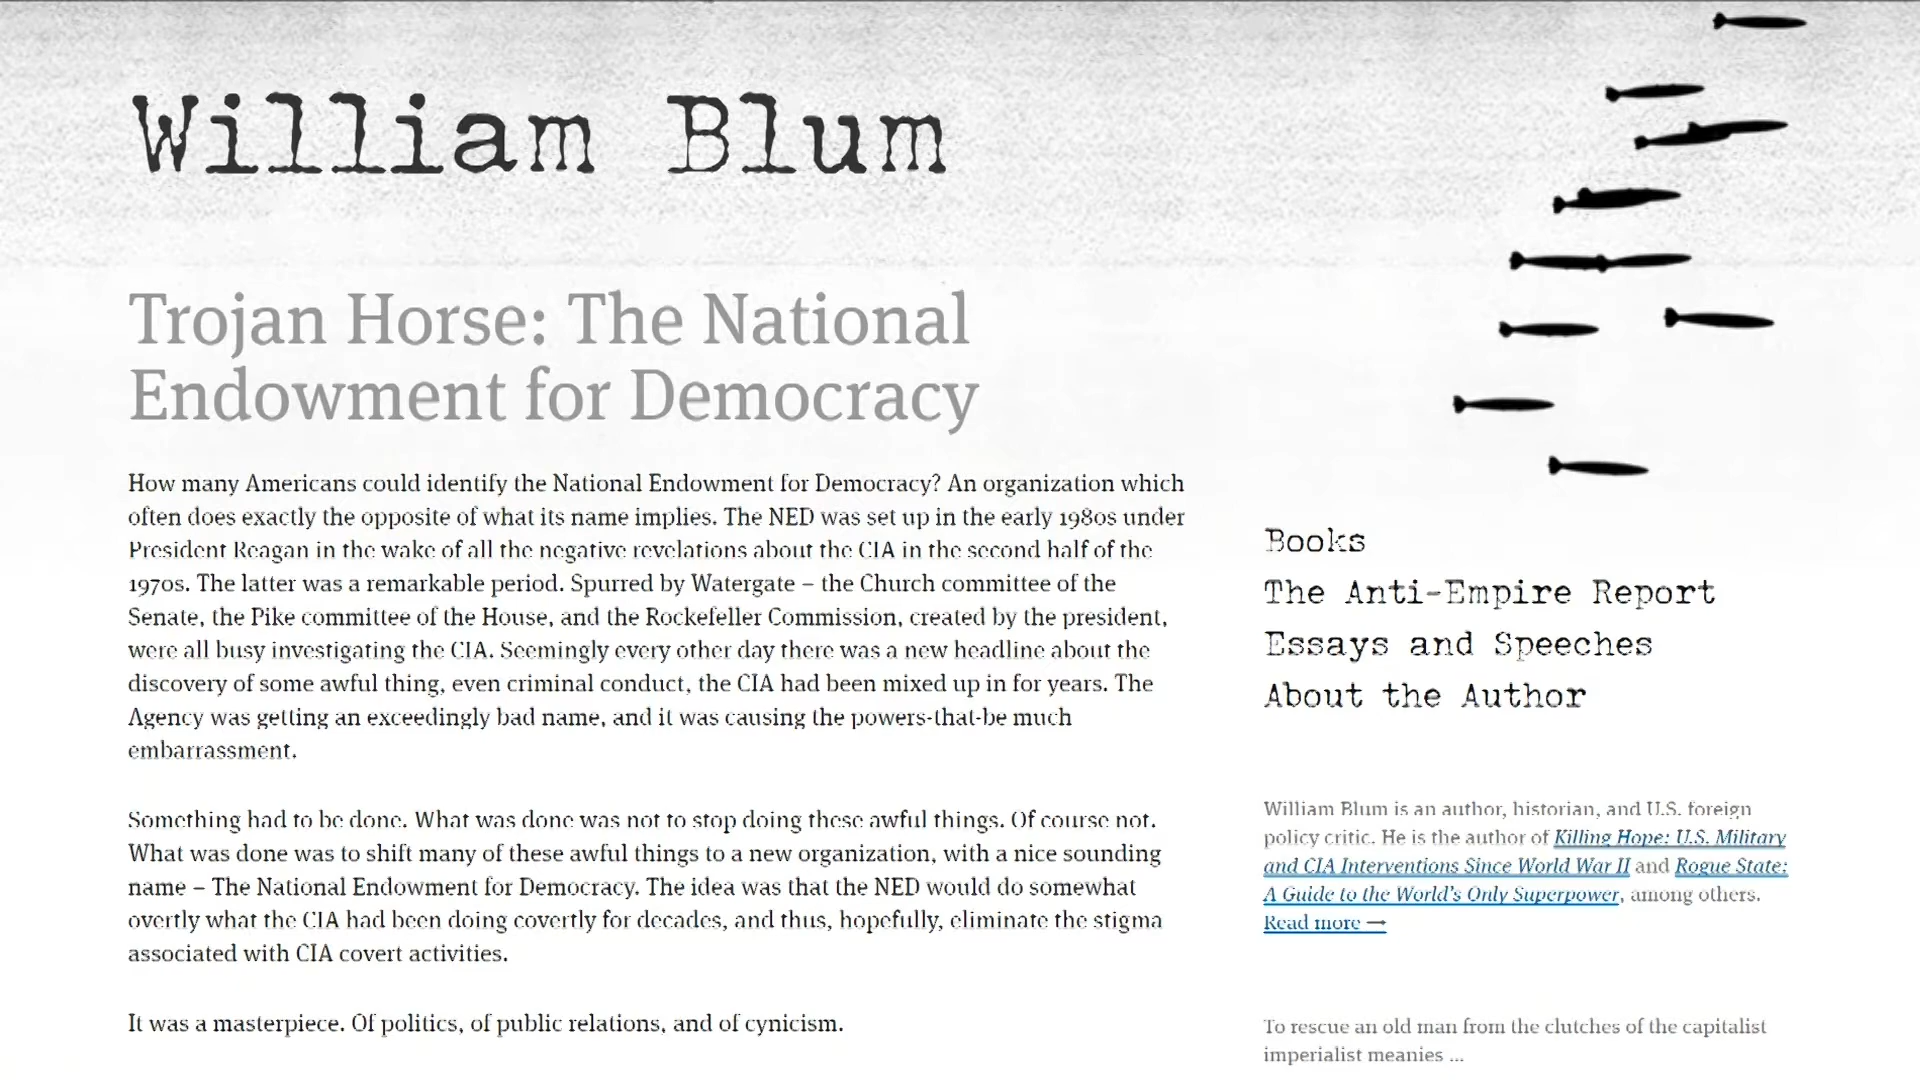 William Blum
Trojan Horse: The National
Endowment for Democracy
How many Americans could identify the National Endowment for Democracy? An organization which
often does exactly the opposite of what its name implies. The NED was set up in the early 1980s under
President Reagan in the wake of all the negative revelations about the CIA in the second half of the
1970s. The latter was a remarkable period. Spurred by Watergate – the Church committee of the
Senate, the Pike committee of the House, and the Rockefeller Commission, created by the president,
were all busy investigating the CIA. Seemingly every other day there was a new headline about the
discovery of some awful thing, even criminal conduct, the CIA had been mixed up in for years. The
Agency was getting an exceedingly bad name, and it was causing the powers-that-be much
embarrassment.
Something had to be done. What was done was not to stop doing these awful things. Of course not.
What was done was to shift many of these awful things to a new organization, with a nice sounding
name – The National Endowment for Democracy. The idea was that the NED would do somewhat
overtly what the CIA had been doing covertly for decades, and thus, hopefully, eliminate the stigma
associated with CIA covert activities.
It was a masterpiece. Of politics, of public relations, and of cynicism.
Books
The Anti-Empire Report
Essays and Speeches
About the Author
William Blum is an author, historian, and U.S. foreign
policy critic. He is the author of Killing Hope: U.S. Military
and CIA Interventions Since World War II and Rogue State:
A Guide to the World's Only Superpower, among others.
Read more →
To rescue an old man from the clutches of the capitalist
imperialist meanies ...